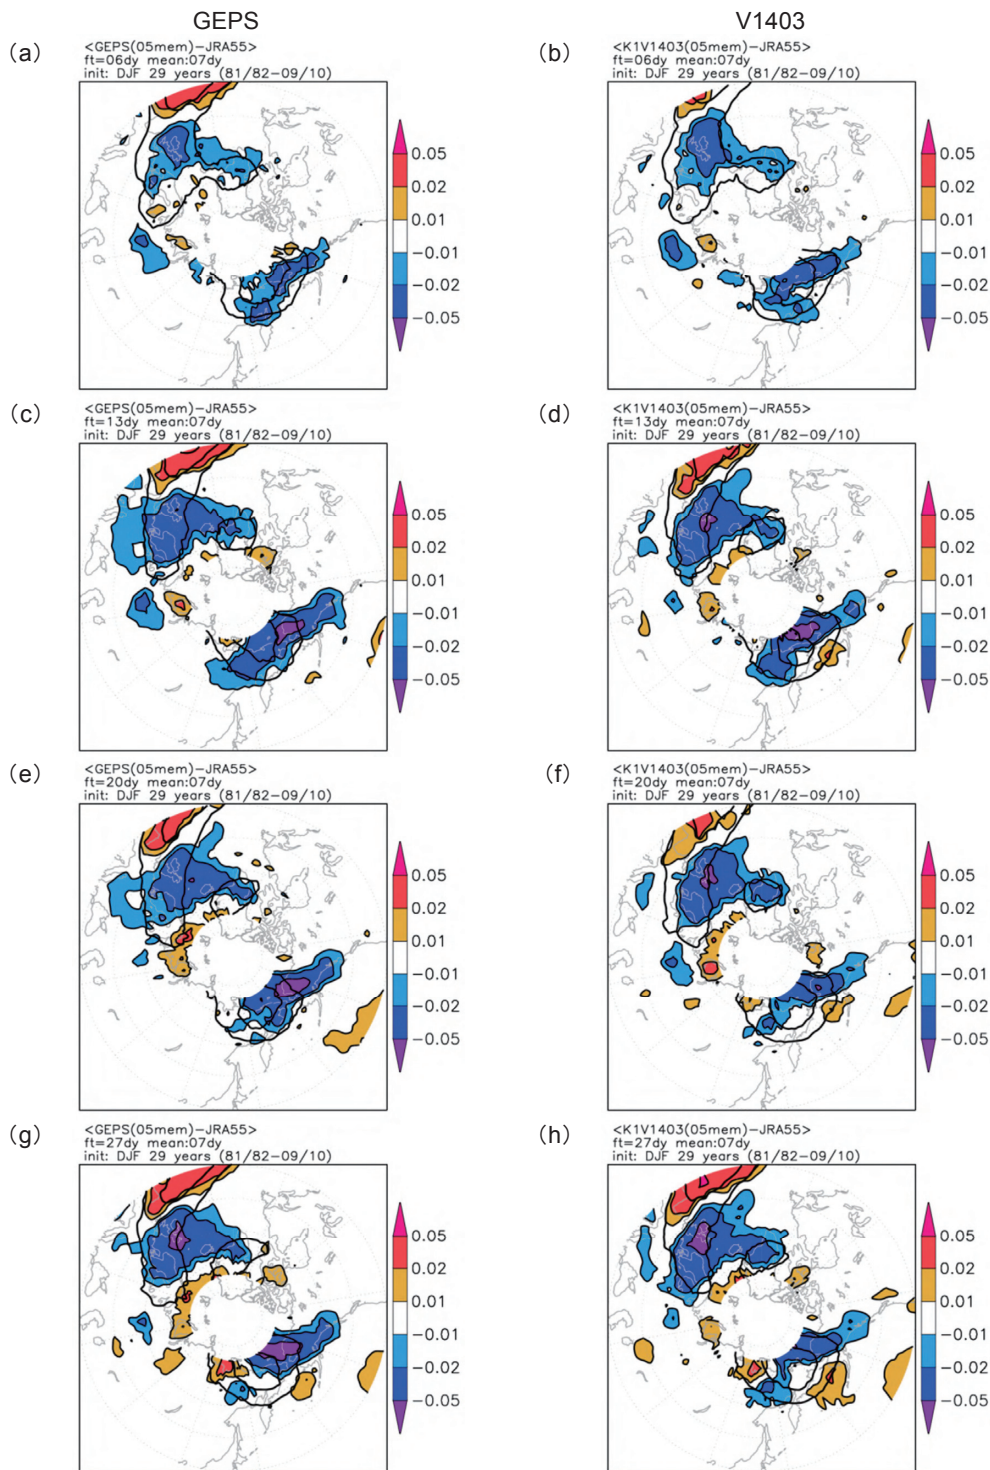 GEPS
V1403
(a)
<GEPS(05mem)-JRA55>
ft=06dy mean:07dy
init: DJF 29 years (81/82-09/10)
0.05
0.02
0.01
-0.01
-0.02
-0.05
(b)
<K1V1403(05mem)-JRA55>
ft=06dy mean:07dy
init: DJF 29 years (81/82-09/10)
0.05
0.02
0.01
-0.01
-0.02
-0.05
(c)
<GEPS(05mem)-JRA55>
ft=13dy mean:07dy
init: DJF 29 years (81/82-09/10)
0.05
0.02
0.01
-0.01
-0.02
-0.05
(d)
<K1V1403(05mem)-JRA55>
ft=13dy mean:07dy
init: DJF 29 years (81/82-09/10)
0.05
0.02
0.01
-0.01
-0.02
-0.05
(e)
<GEPS(05mem)-JRA55>
ft=20dy mean:07dy
init: DJF 29 years (81/82-09/10)
0.05
0.02
0.01
-0.01
-0.02
-0.05
(f)
<K1V1403(05mem)-JRA55>
ft=20dy mean:07dy
init: DJF 29 years (81/82-09/10)
0.05
0.02
0.01
-0.01
-0.02
-0.05
(g)
<GEPS(05mem)-JRA55>
ft=27dy mean:07dy
init: DJF 29 years (81/82-09/10)
0.05
0.02
0.01
-0.01
-0.02
-0.05
(h)
<K1V1403(05mem)-JRA55>
ft=27dy mean:07dy
init: DJF 29 years (81/82-09/10)
0.05
0.02
0.01
-0.01
-0.02
-0.05